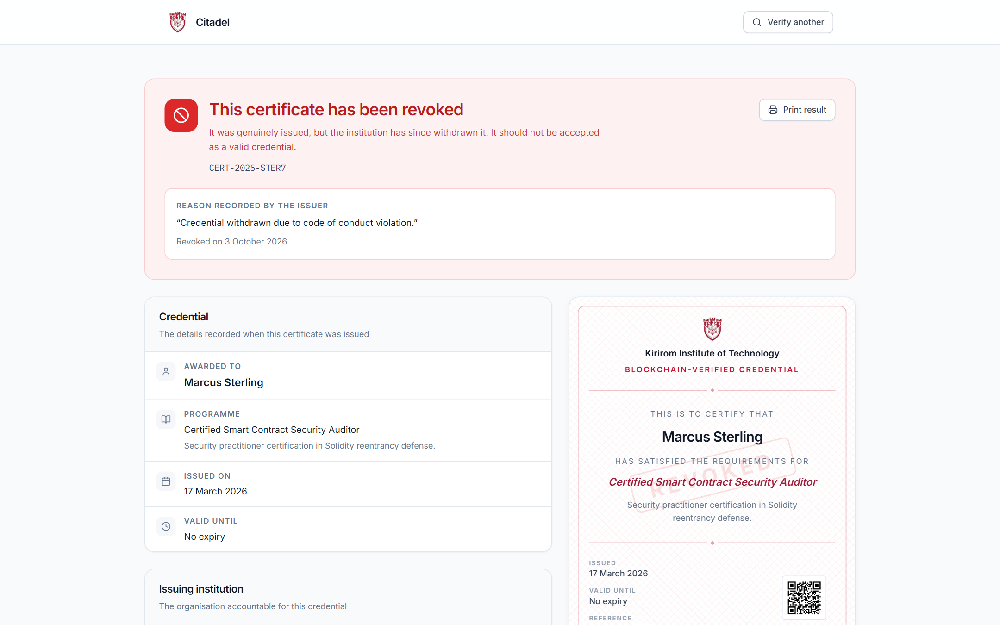 Citadel
Verify another
This certificate has been revoked
Print result
It was genuinely issued, but the institution has since withdrawn it. It should not be accepted
as a valid credential.
CERT-2025-STER7
REASON RECORDED BY THE ISSUER
“Credential withdrawn due to code of conduct violation.”
Revoked on 3 October 2026
Credential
The details recorded when this certificate was issued
AWARDED TO
Marcus Sterling
PROGRAMME
Certified Smart Contract Security Auditor
Security practitioner certification in Solidity reentrancy defense.
ISSUED ON
17 March 2026
VALID UNTIL
No expiry
Issuing institution
The organisation accountable for this credential
Kirirom Institute of Technology
BLOCKCHAIN-VERIFIED CREDENTIAL
THIS IS TO CERTIFY THAT
Marcus Sterling
HAS SATISFIED THE REQUIREMENTS FOR
REVOKED
Certified Smart Contract Security Auditor
Security practitioner certification in Solidity
reentrancy defense.
ISSUED
17 March 2026
VALID UNTIL
No expiry
REFERENCE